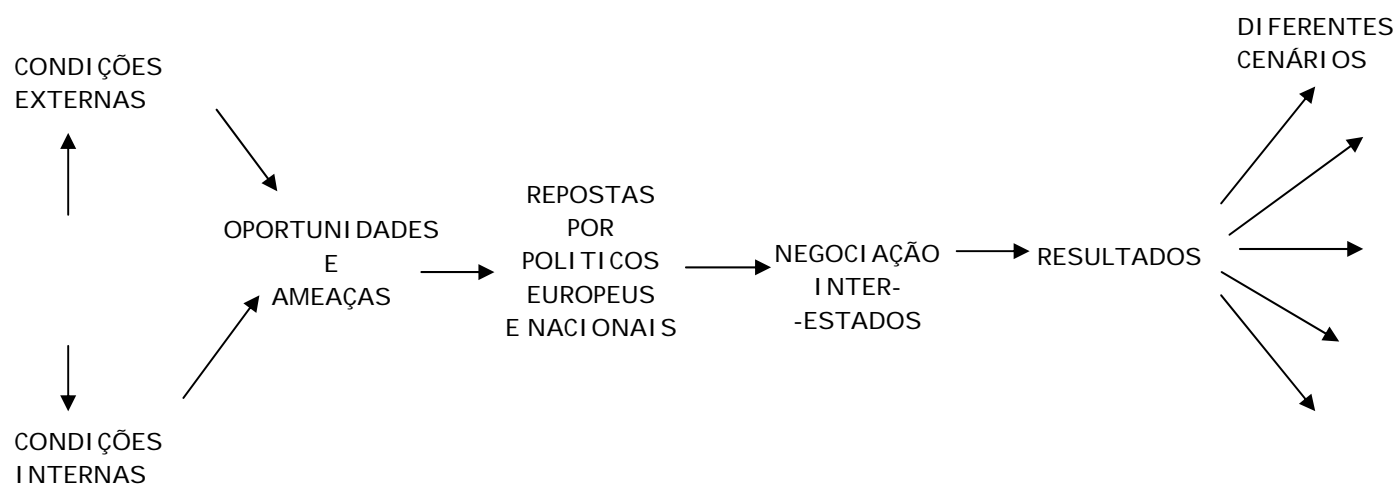 CONDIÇÕES
EXTERNAS
CONDIÇÕES
INTERNAS
OPORTUNIDADES
E
AMEAÇAS
REPOSTAS
POR
POLITICOS
EUROPEUS
E NACIONAIS
NEGOCIAÇÃO
INTER-
-ESTADOS
RESULTADOS
DIFERENTES
CENÁRIOS